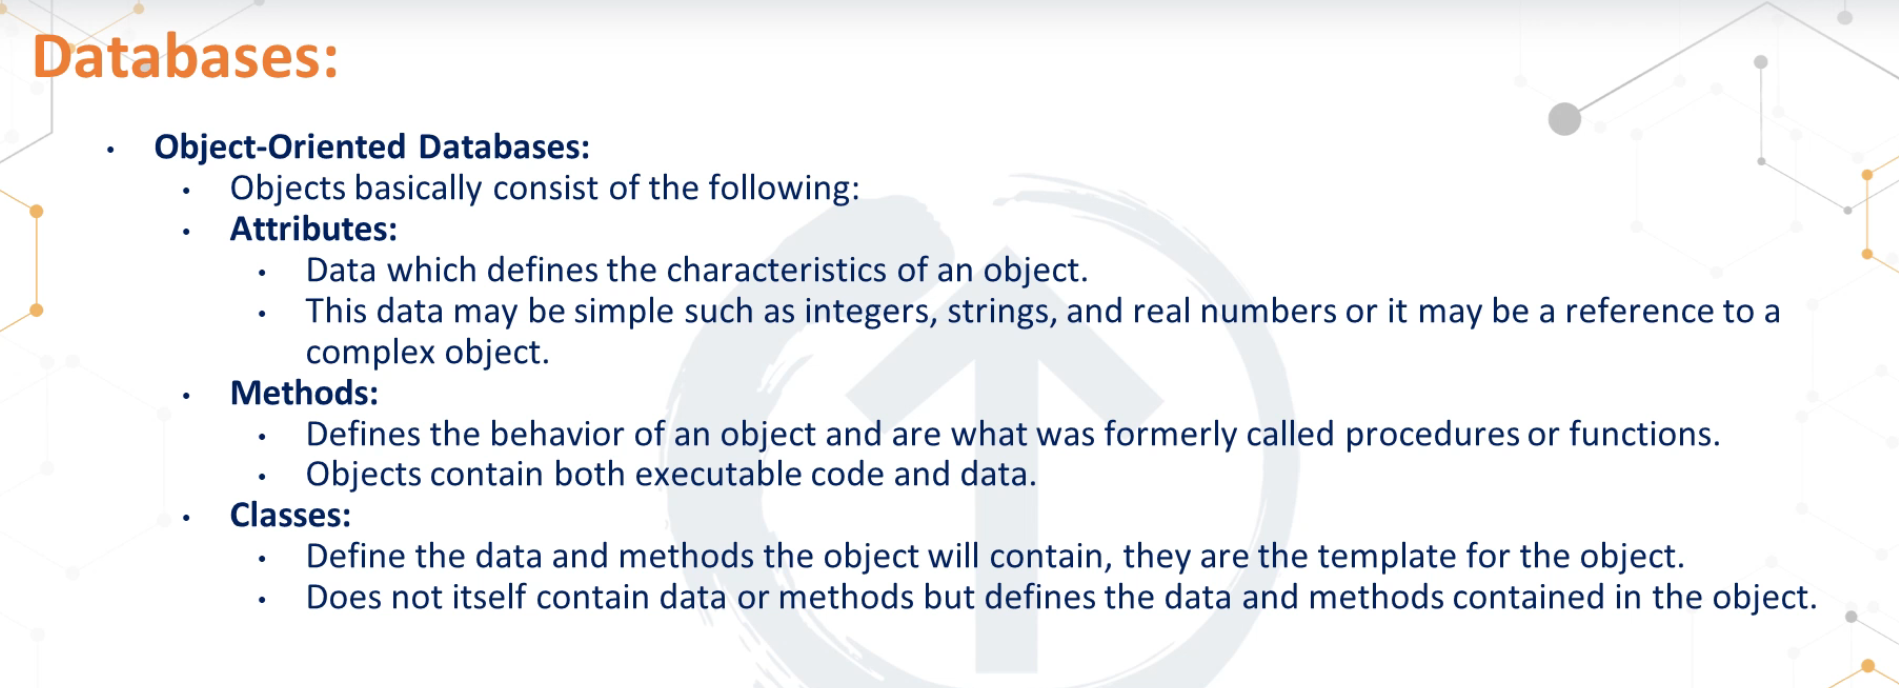 Databases:
• Object-Oriented Databases:
• Objects basically consist of the following:
• Attributes:
• Data which defines the characteristics of an object.
• This data may be simple such as integers, strings, and real numbers or it may be a reference to a
complex object.
• Methods:
• Defines the behavior of an object and are what was formerly called procedures or functions.
• Objects contain both executable code and data.
• Classes:
• Define the data and methods the object will contain, they are the template for the object.
• Does not itself contain data or methods but defines the data and methods contained in the object.